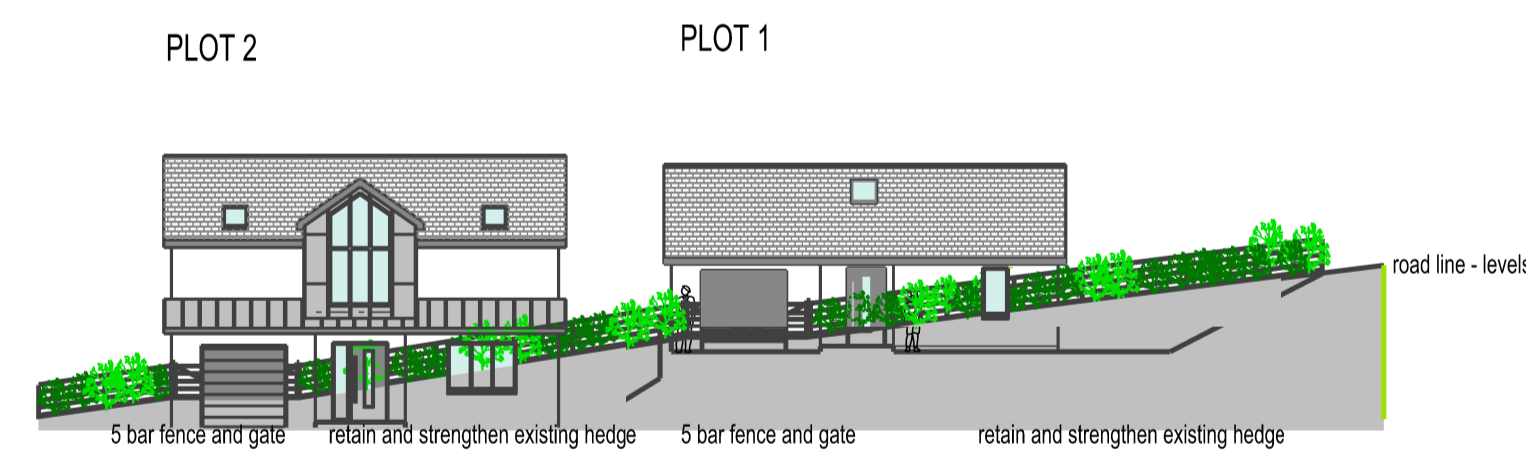 PLOT 2
PLOT 1
road line - levels
5 bar fence and gate
retain and strengthen existing hedge
5 bar fence and gate
retain and strengthen existing hedge